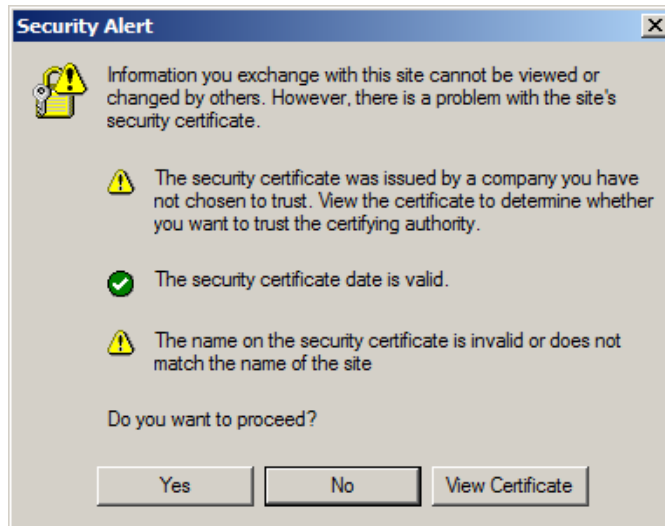 Security Alert
Information you exchange with this site cannot be viewed or
changed by others. However, there is a problem with the site's
security certificate.
The security certificate was issued by a company you have
not chosen to trust. View the certificate to determine whether
you want to trust the certifying authority.
The security certificate date is valid.
The name on the security certificate is invalid or does not
match the name of the site
Do you want to proceed?
Yes No View Certificate